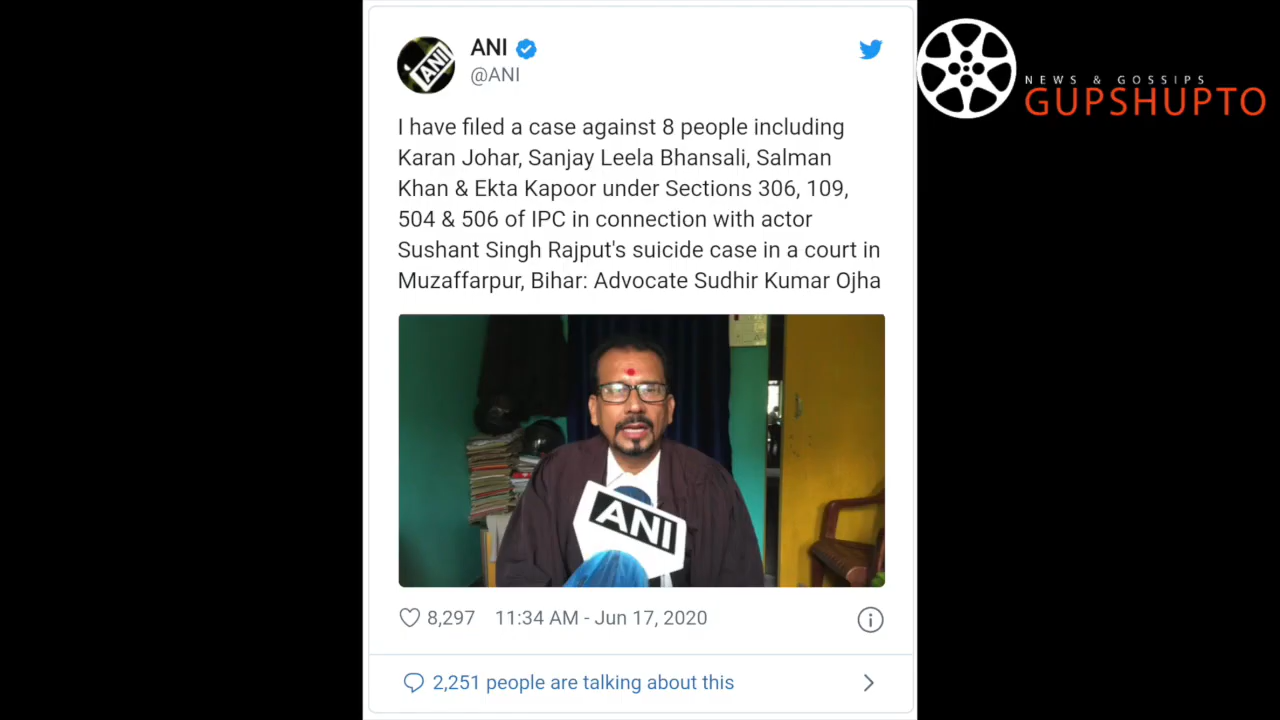 ANI
ANI
@ANI
NEWS & GOSSIPS
GUPSHUPTO
I have filed a case against 8 people including
Karan Johar, Sanjay Leela Bhansali, Salman
Khan & Ekta Kapoor under Sections 306, 109,
504 & 506 of IPC in connection with actor
Sushant Singh Rajput's suicide case in a court in
Muzaffarpur, Bihar: Advocate Sudhir Kumar Ojha
ANI
8,297 11:34 AM - Jun 17, 2020
2,251 people are talking about this